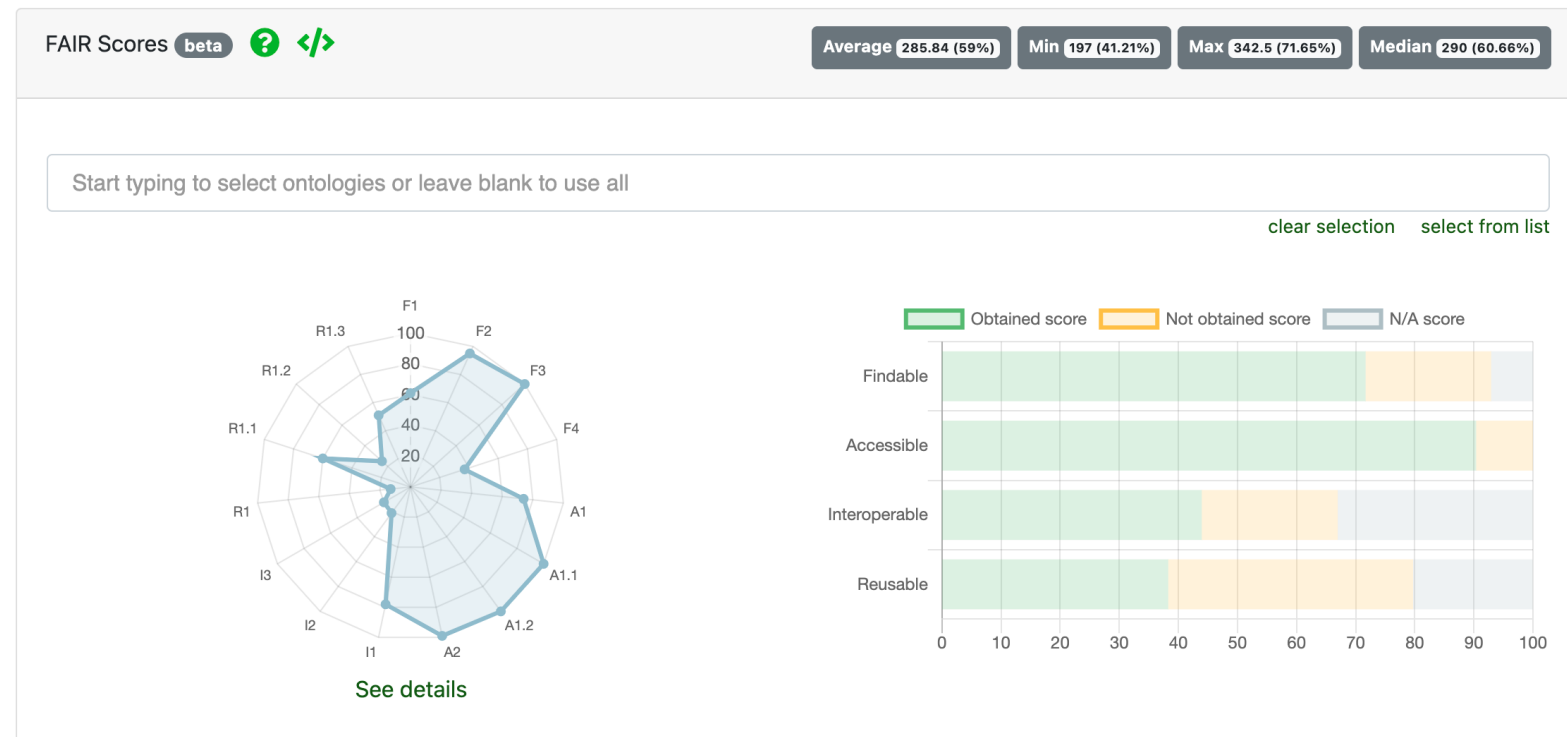 FAIR Scores beta ? </>
Average 285.84 (59%) Min 197 (41.21%) Max 342.5 (71.65%) Median 290 (60.66%)
Start typing to select ontologies or leave blank to use all
clear selection select from list
F1
F2
F3
F4
A1
A1.1
A1.2
A2
I1
I2
I3
R1
R1.1
R1.2
R1.3
100
80
60
40
20
See details
Obtained score Not obtained score N/A score
Findable
Accessible
Interoperable
Reusable
0 10 20 30 40 50 60 70 80 90 100